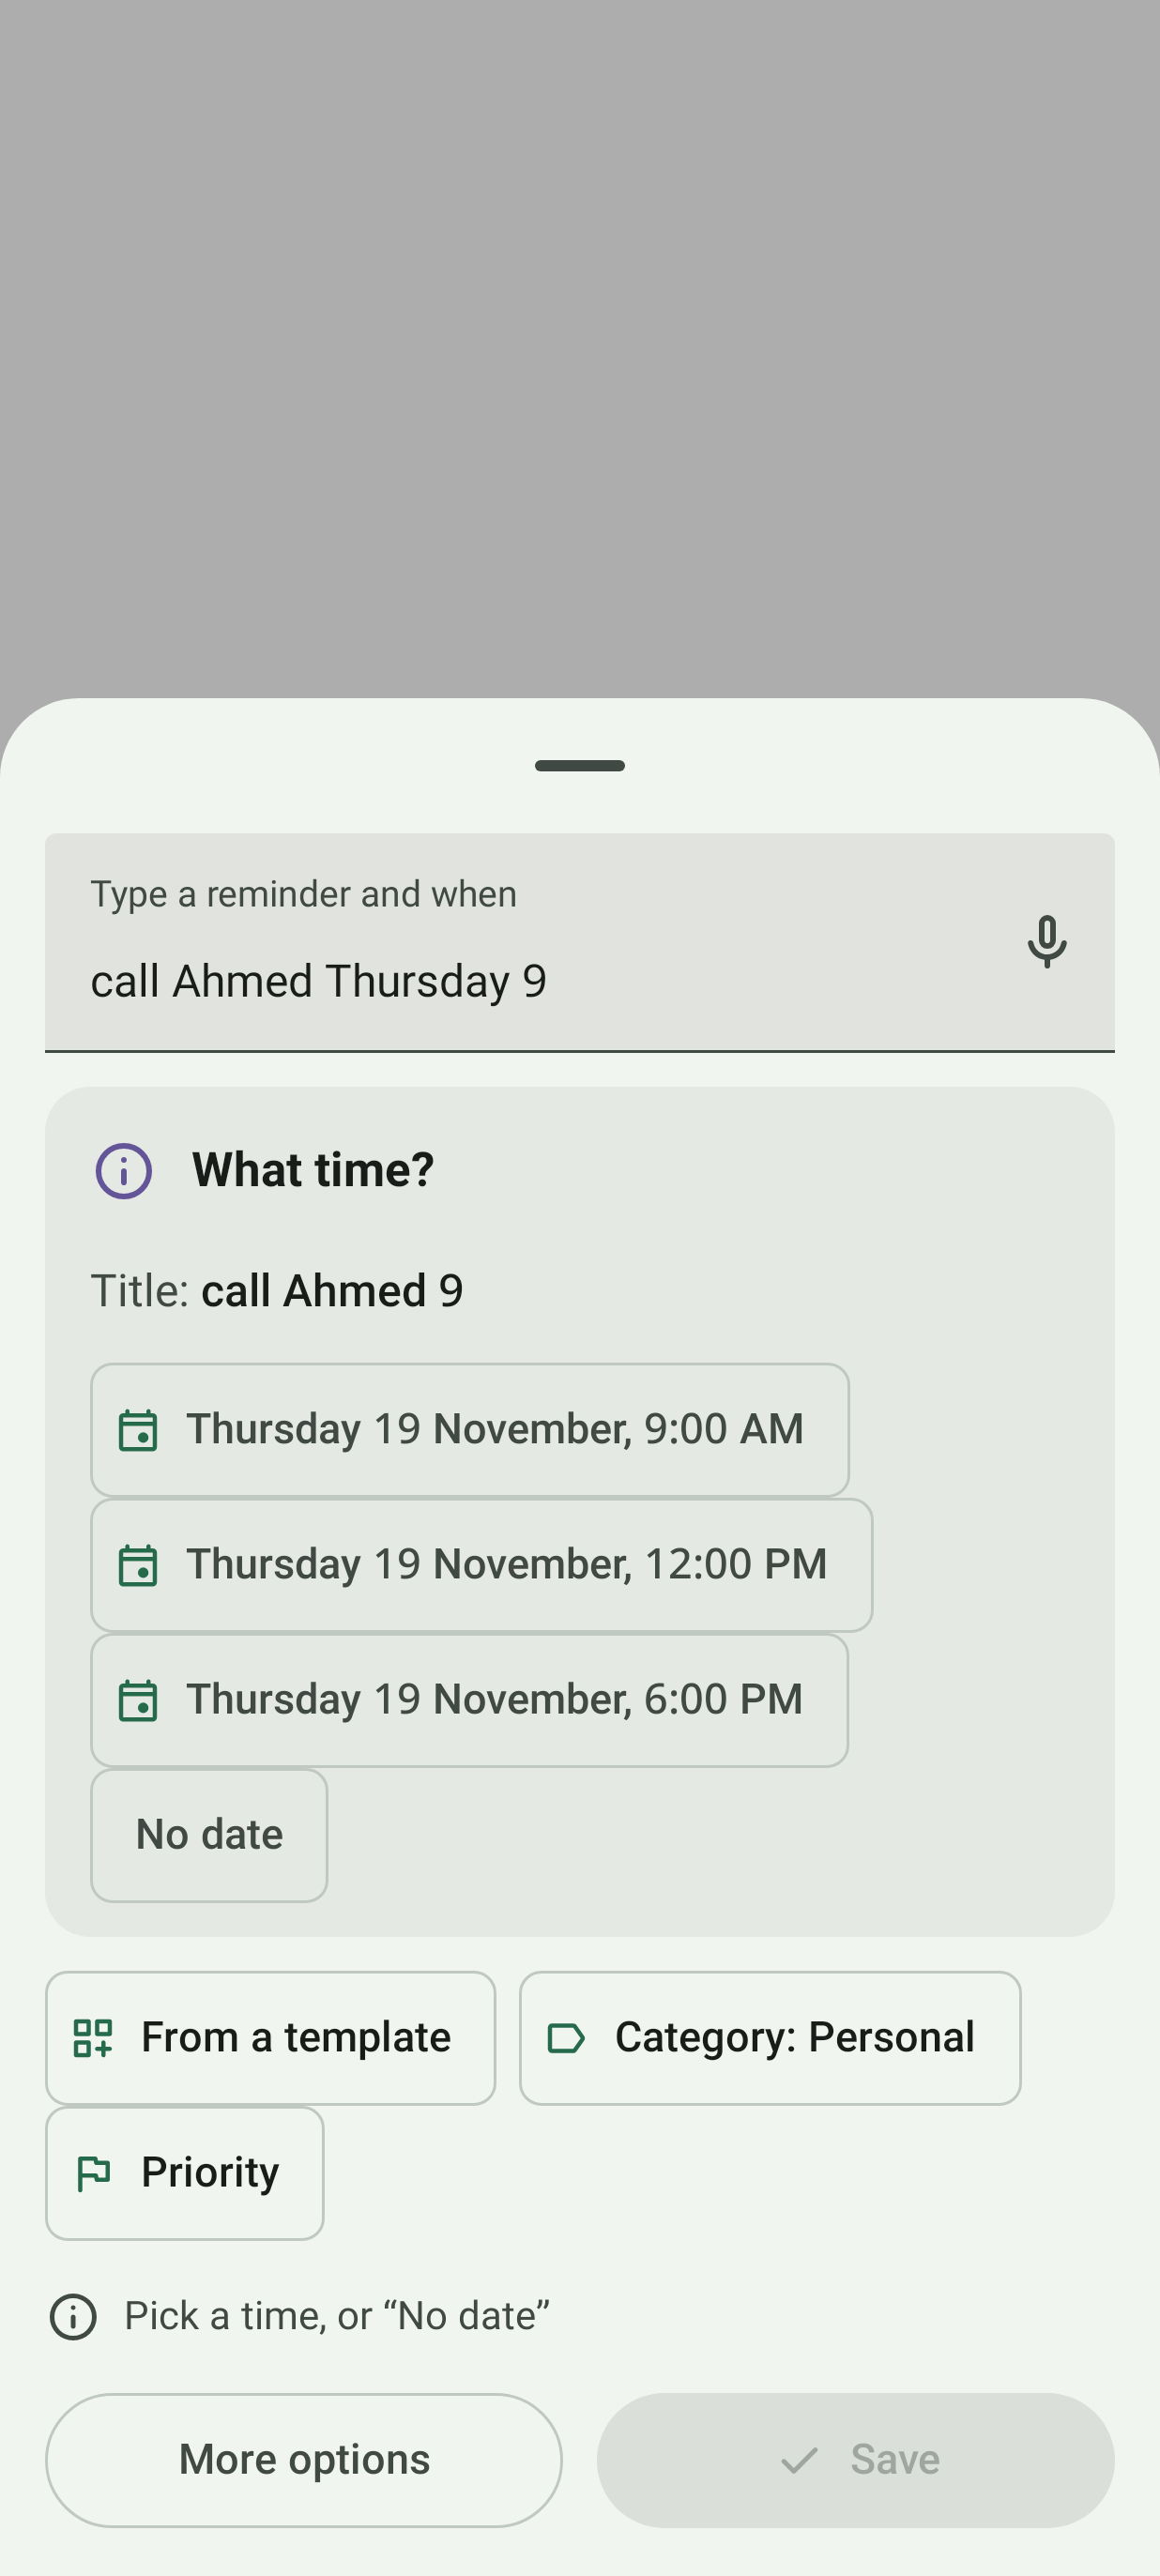 Type a reminder and when
call Ahmed Thursday 9
What time?
Title: call Ahmed 9
Thursday 19 November, 9:00 AM
Thursday 19 November, 12:00 PM
Thursday 19 November, 6:00 PM
No date
From a template
Category: Personal
Priority
Pick a time, or “No date”
More options
Save